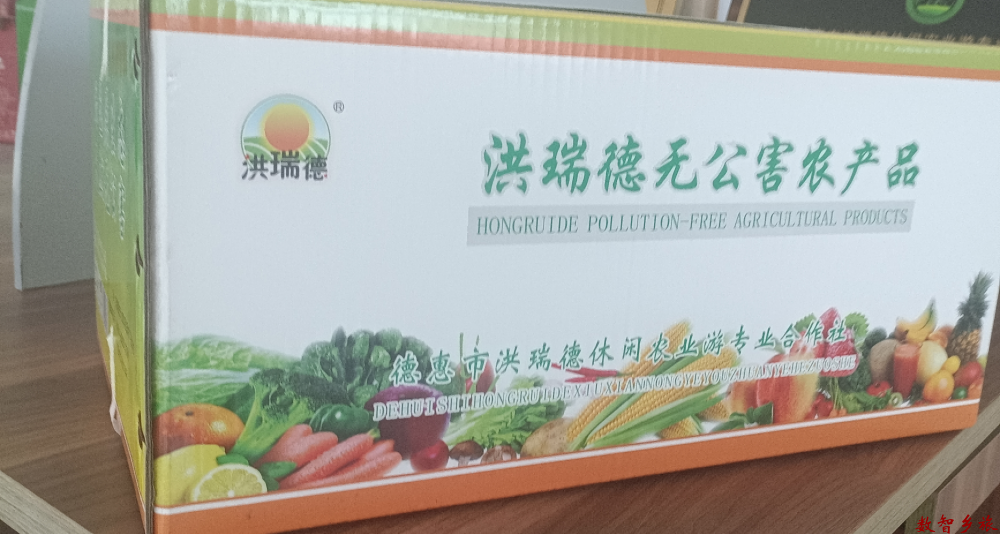 洪瑞德
®
洪瑞德无公害农产品
HONGRUIDE POLLUTION-FREE AGRICULTURAL PRODUCTS
德惠市洪瑞德休闲农业游专业合作社
数智乡旅